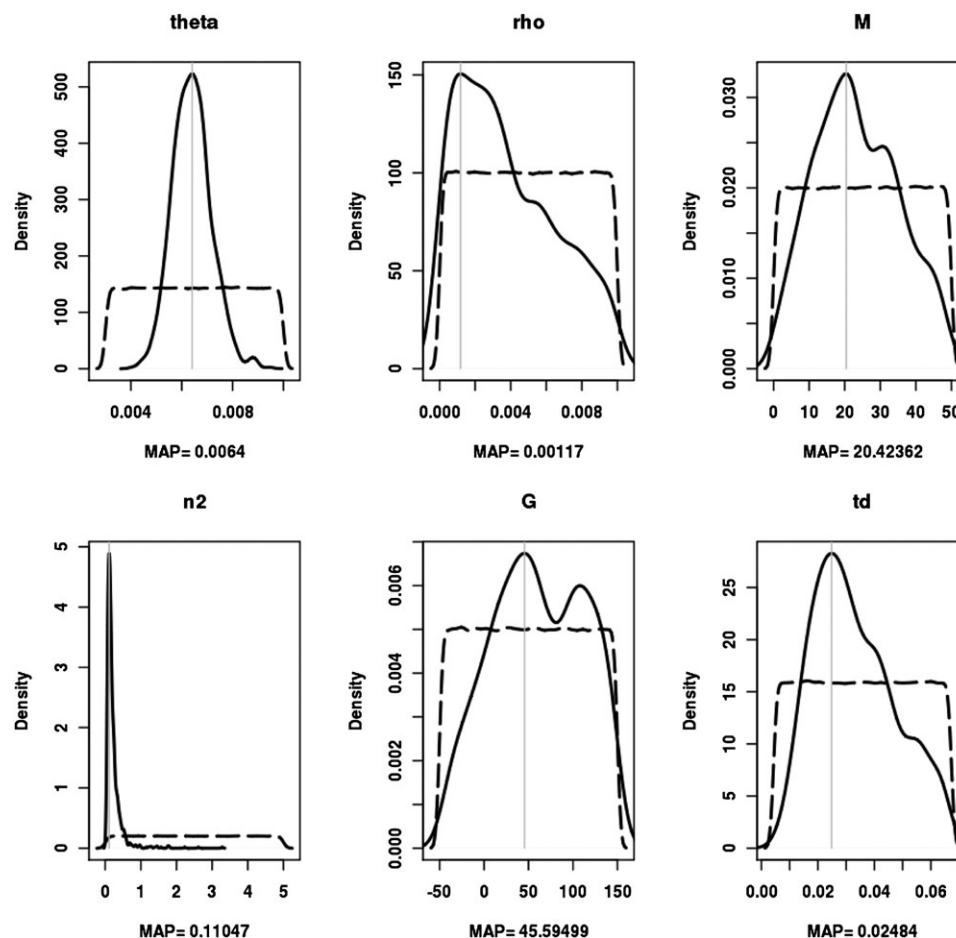 theta
rho
M
Density
0 100 200 300 400 500
0.004 0.008
MAP= 0.0064
Density
0 50 100 150
0.000 0.004 0.008
MAP= 0.00117
Density
0.000 0.010 0.020 0.030
0 10 20 30 40 50
MAP= 20.42362
n2
G
td
Density
0 1 2 3 4 5
0 1 2 3 4 5
MAP= 0.11047
Density
0.000 0.002 0.004 0.006
-50 0 50 100 150
MAP= 45.59499
Density
0 5 10 15 20 25
0.00 0.02 0.04 0.06
MAP= 0.02484